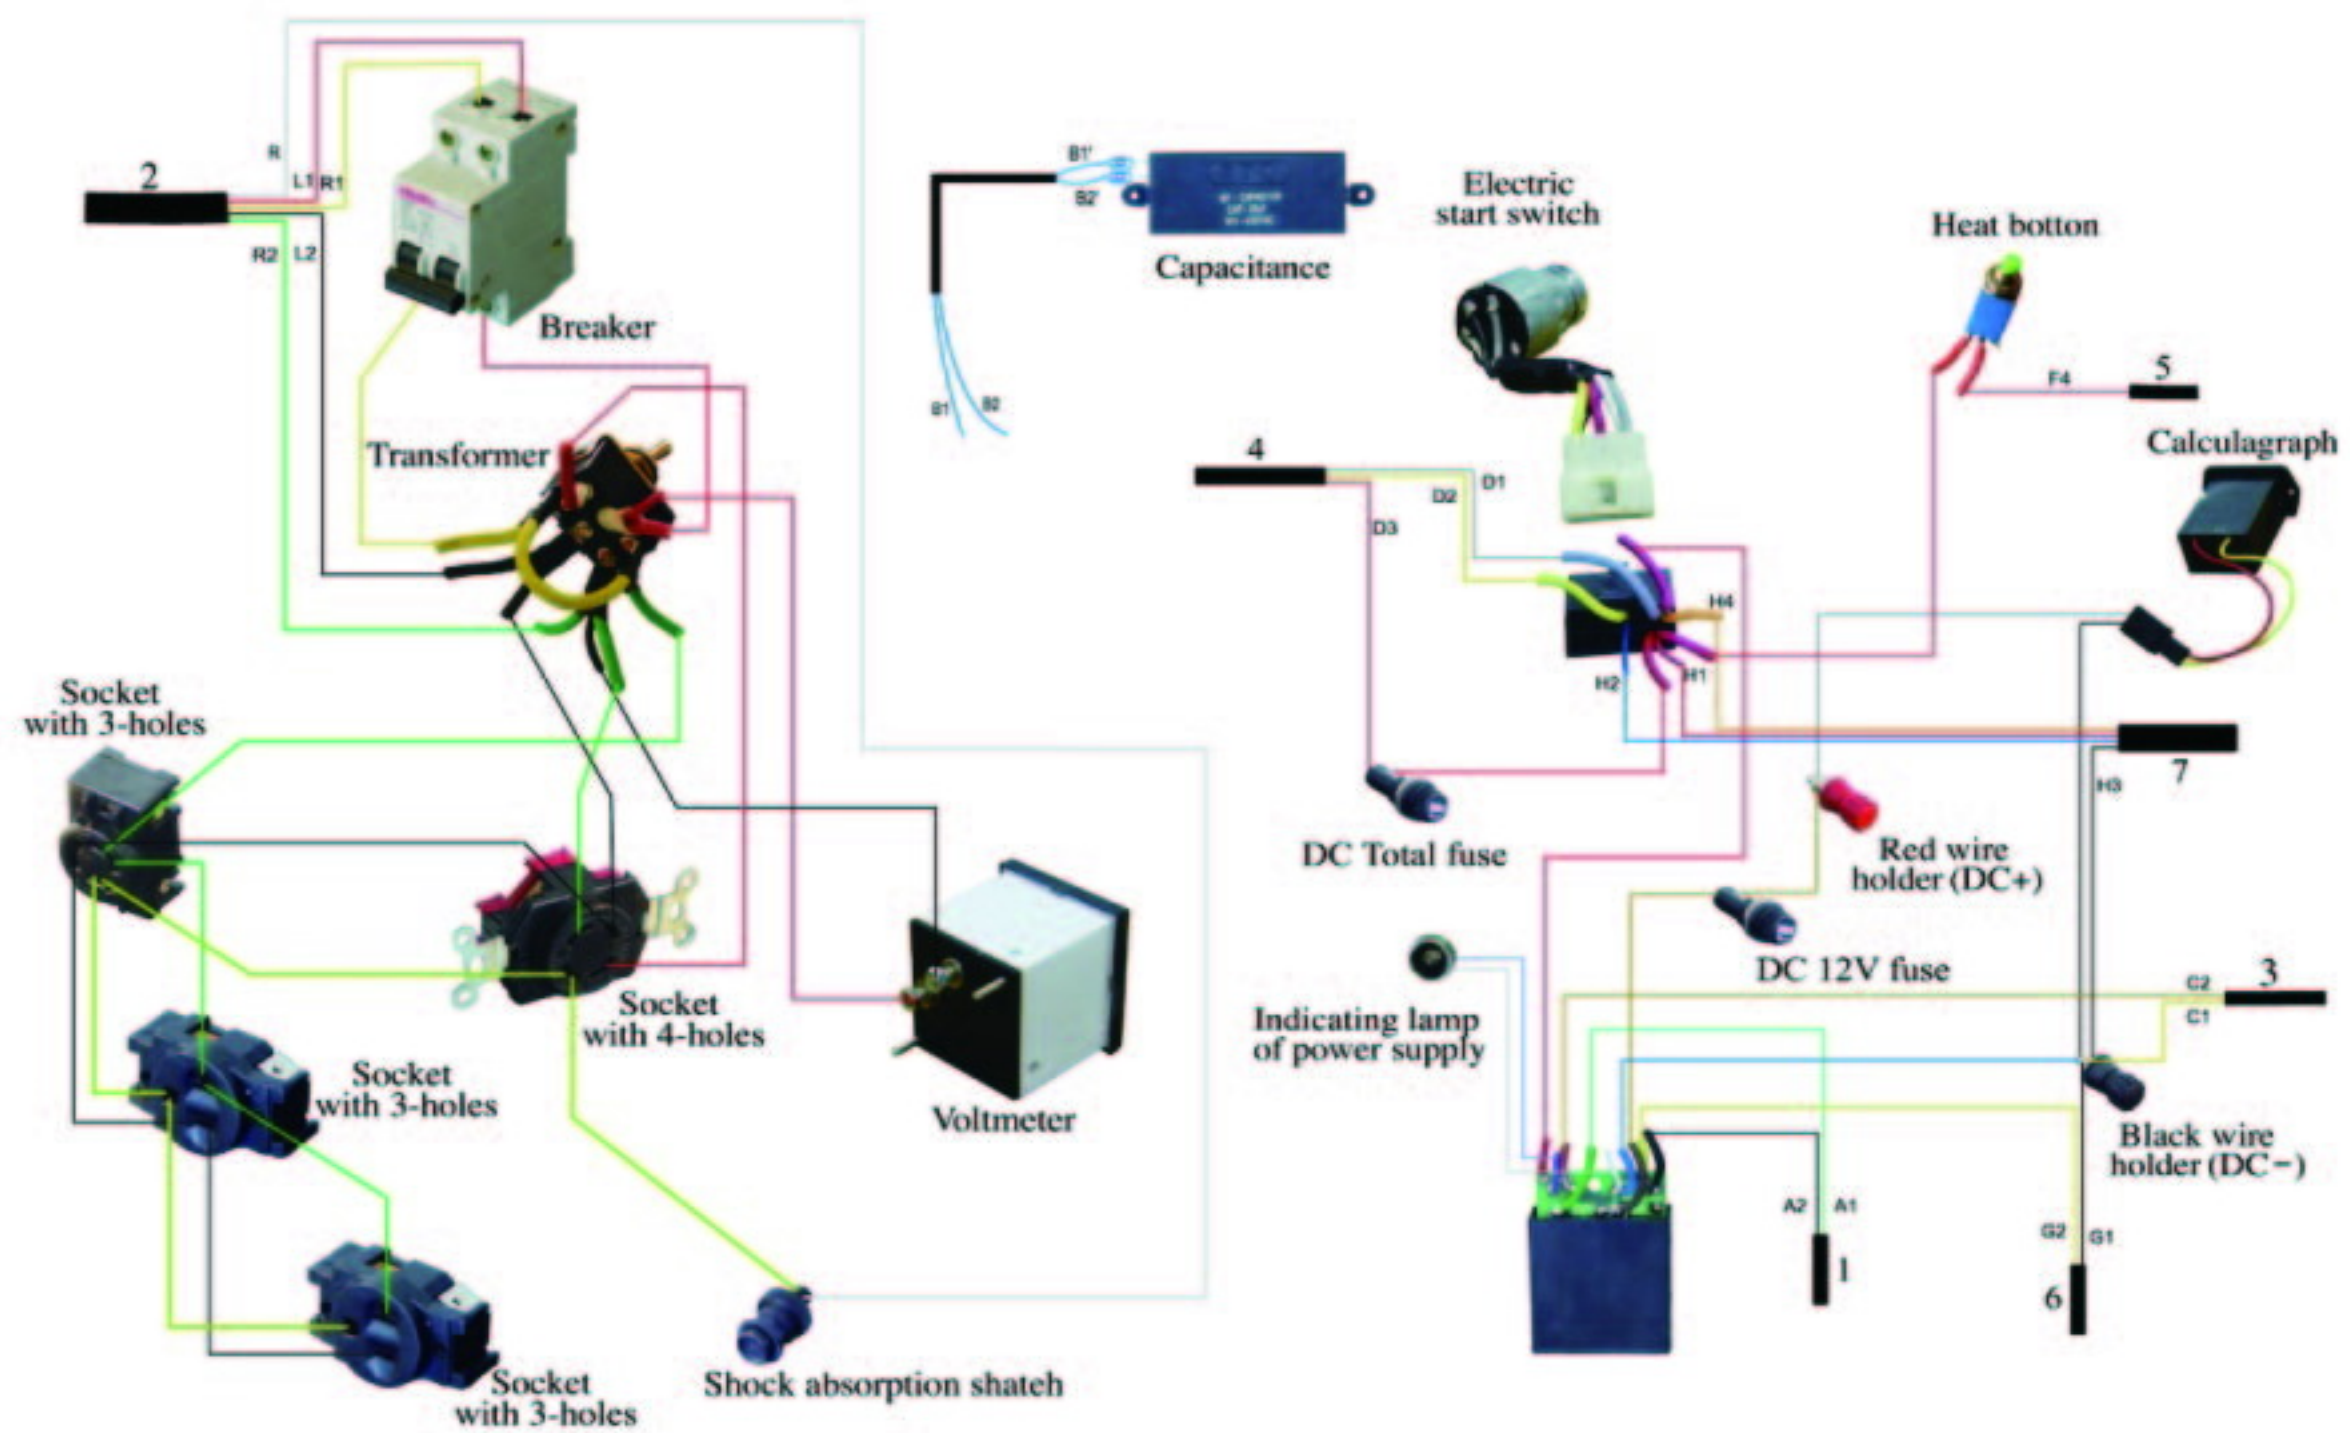 2
R
L1
R1
R2
L2
Breaker
Transformer
B1'
B2'
B1
B2
Capacitance
Electric
start switch
Heat botton
F4
5
Calculagraph
4
D1
D2
D3
H4
H1
H2
7
H3
DC Total fuse
Red wire
holder (DC+)
DC 12V fuse
Socket
with 3-holes
Socket
with 4-holes
Voltmeter
Indicating lamp
of power supply
C2
C1
3
Socket
with 3-holes
Black wire
holder (DC−)
A2
A1
1
G2
G1
6
Shock absorption shateh
Socket
with 3-holes